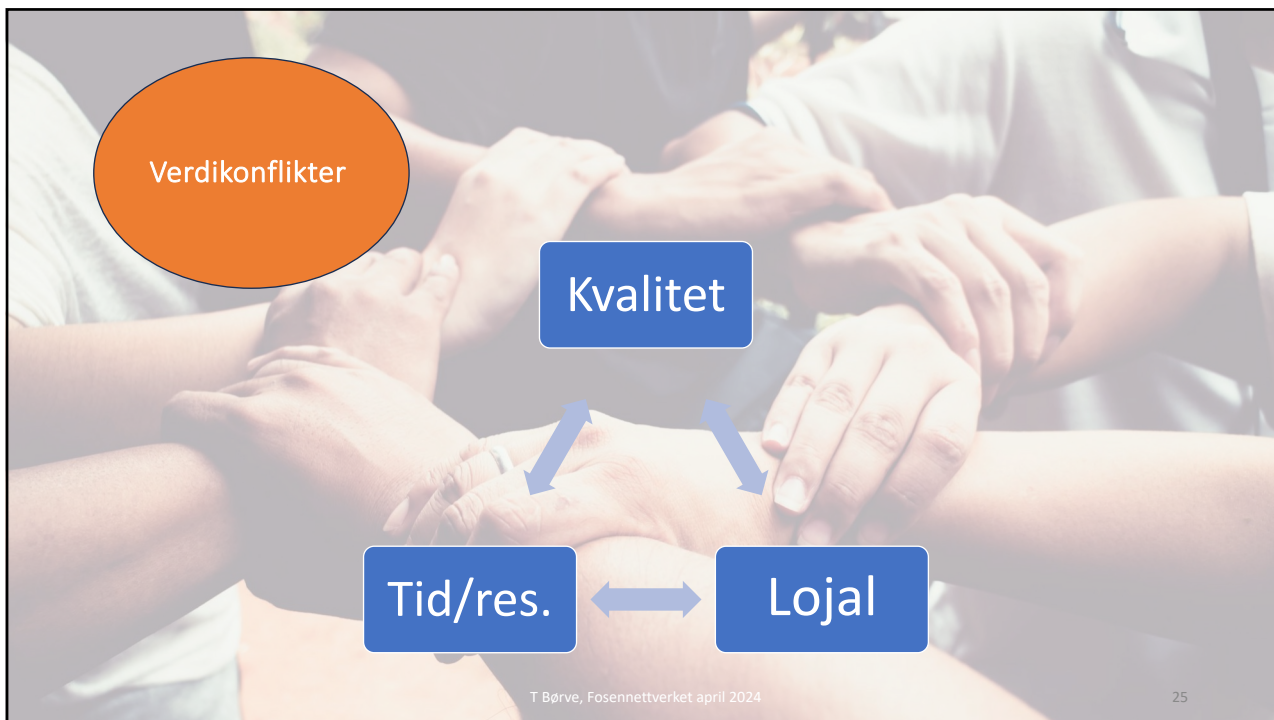 Verdikonflikter
Kvalitet
Tid/res.
Lojal
T Børve, Fosennettverket april 2024
25